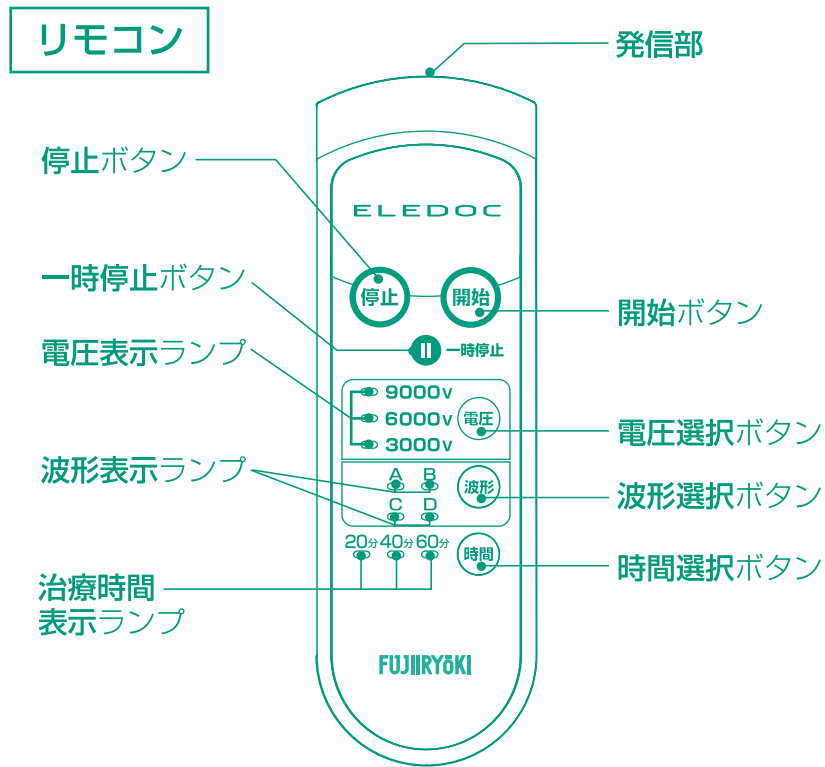 リモコン
発信部
停止ボタン
ELEDOC
一時停止ボタン
停止
開始
開始ボタン
電圧表示ランプ
一時停止
9000V
6000V
3000V
電圧
電圧選択ボタン
波形表示ランプ
A B
C D
波形
波形選択ボタン
20分 40分 60分
時間
時間選択ボタン
治療時間
表示ランプ
FUJIIRYŌKI